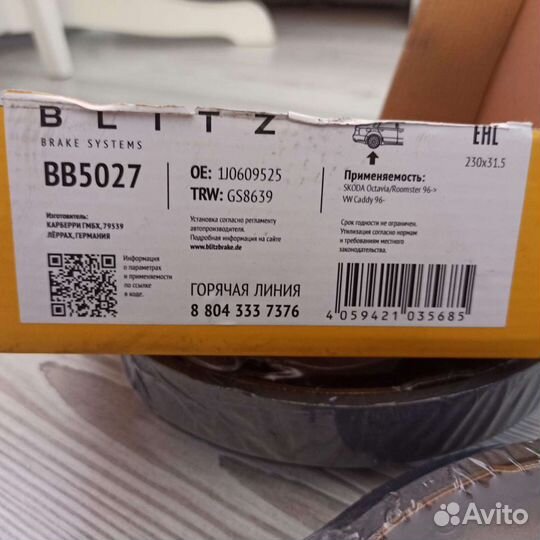 BLITZ
BRAKE SYSTEMS
BB5027
OE: 1J0609525
TRW: GS8639
EAC
230x31.5
Применяемость:
SKODA Octavia/Roomster 96->
VW Caddy 96-
Изготовитель:
КАРБЕРРИ ГМБХ, 79539
ЛЁРРАХ, ГЕРМАНИЯ
Установка согласно регламенту
автопроизводителя.
Подробная информация на сайте
www.blitzbrake.de
Срок годности не ограничен.
Утилизация согласно нормам
и требованиям местного
законодательства.
Информация
о параметрах
и применяемости
по ссылке
в коде.
ГОРЯЧАЯ ЛИНИЯ
8 804 333 7376
4 059421 035685
Avito